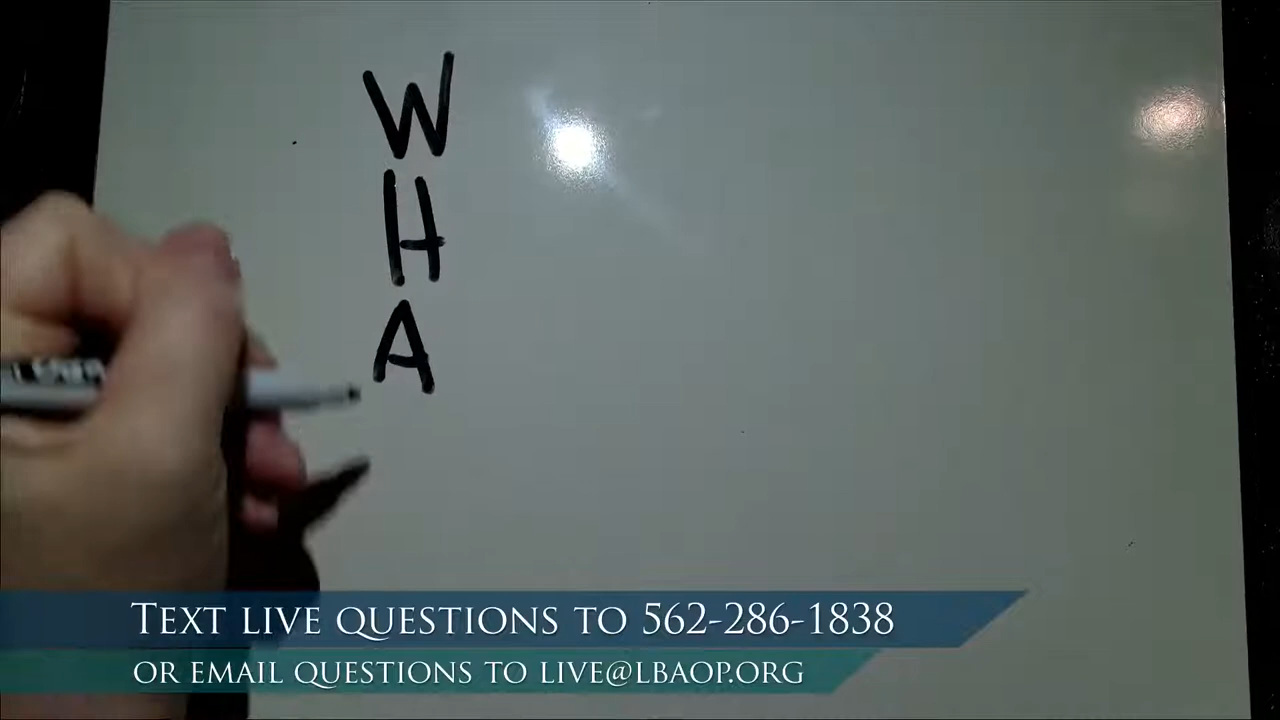 W
H
A
TEXT LIVE QUESTIONS TO 562-286-1838
OR EMAIL QUESTIONS TO LIVE@LBAOP.ORG